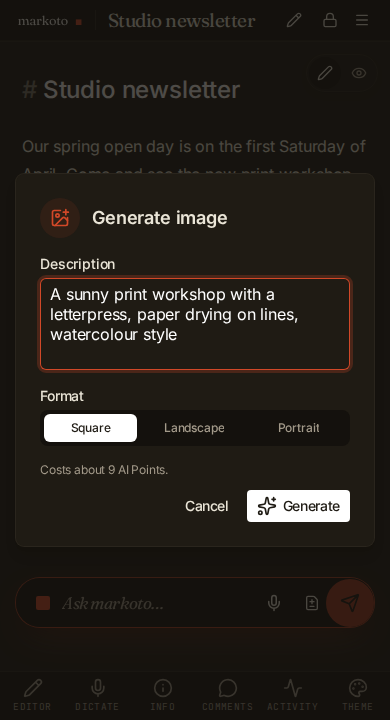 markoto
Studio newsletter
# Studio newsletter
Our spring open day is on the first Saturday of
April. Come and see the new print workshop
Generate image
Description
A sunny print workshop with a
letterpress, paper drying on lines,
watercolour style
Format
Square Landscape Portrait
Costs about 9 AI Points.
Cancel Generate
Ask markoto...
EDITOR DICTATE INFO COMMENTS ACTIVITY THEME